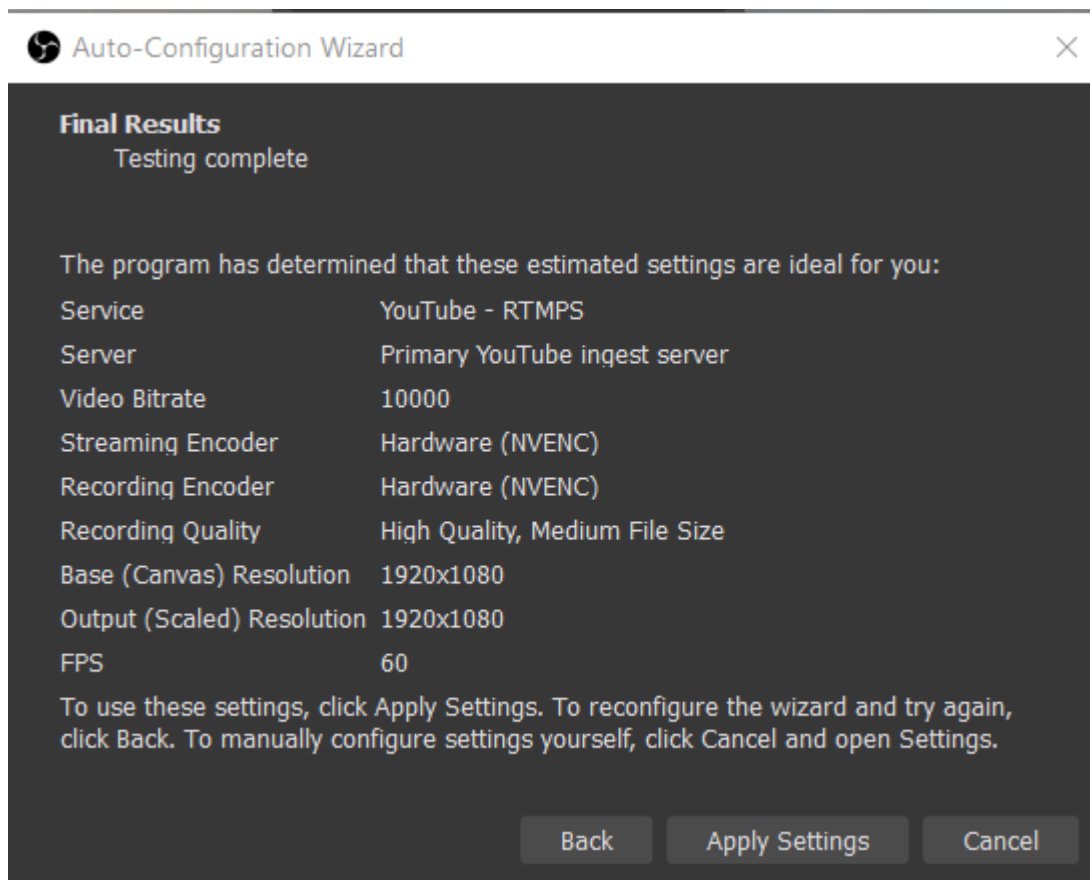 Auto-Configuration Wizard
Final Results
Testing complete
The program has determined that these estimated settings are ideal for you:
Service YouTube - RTMPS
Server Primary YouTube ingest server
Video Bitrate 10000
Streaming Encoder Hardware (NVENC)
Recording Encoder Hardware (NVENC)
Recording Quality High Quality, Medium File Size
Base (Canvas) Resolution 1920x1080
Output (Scaled) Resolution 1920x1080
FPS 60
To use these settings, click Apply Settings. To reconfigure the wizard and try again,
click Back. To manually configure settings yourself, click Cancel and open Settings.
Back Apply Settings Cancel